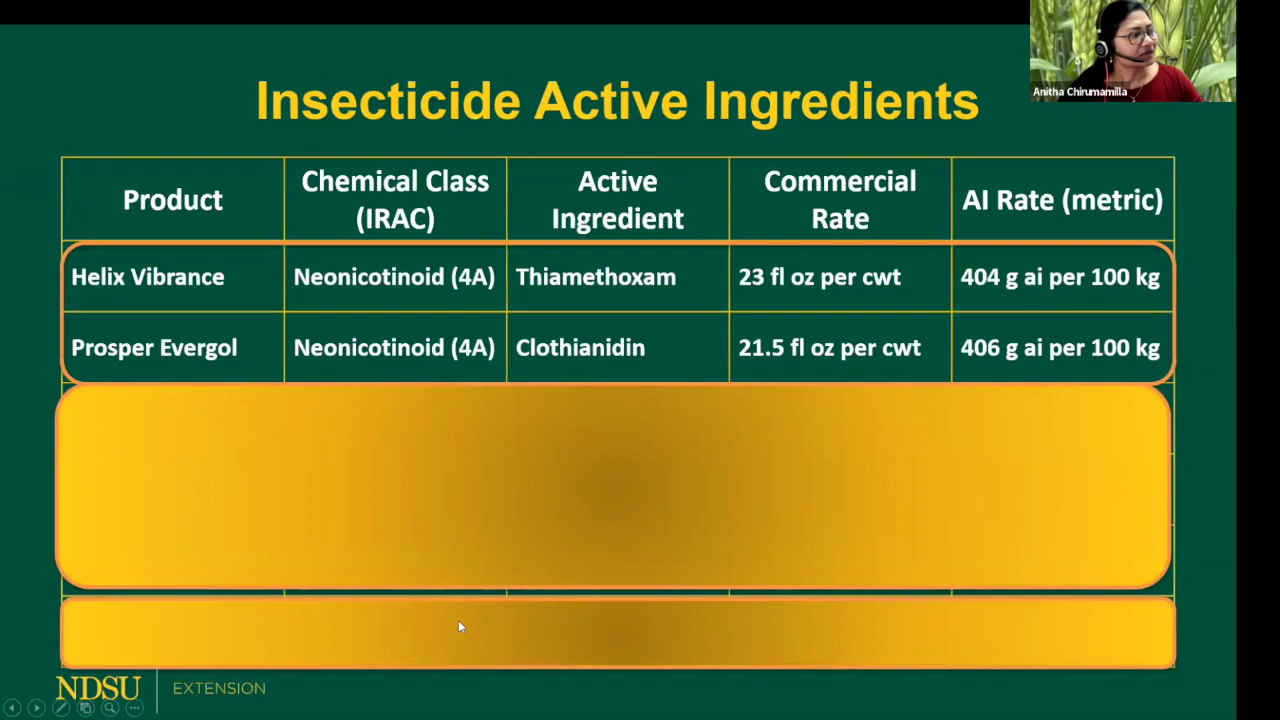 Anitha Chirumamilla
Insecticide Active Ingredients
Product
Chemical Class
(IRAC)
Active
Ingredient
Commercial
Rate
AI Rate (metric)
Helix Vibrance
Neonicotinoid (4A)
Thiamethoxam
23 fl oz per cwt
404 g ai per 100 kg
Prosper Evergol
Neonicotinoid (4A)
Clothianidin
21.5 fl oz per cwt
406 g ai per 100 kg
NDSU
EXTENSION